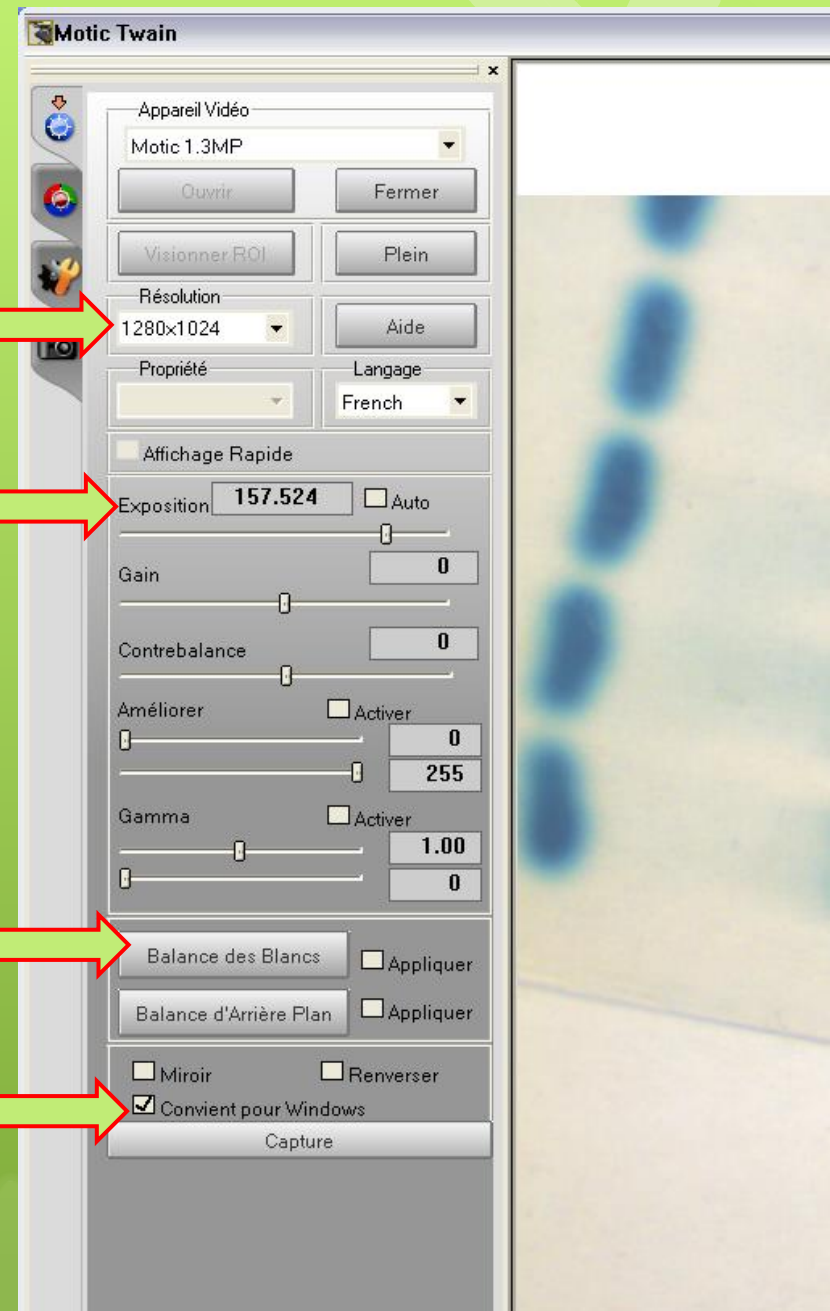 Motic Twain
x
Appareil Vidéo
Motic 1.3MP
Ouvrir Fermer
Visionner ROI Plein
Résolution
1280x1024 Aide
Propriété Langage
French
Affichage Rapide
Exposition 157.524 Auto
Gain 0
Contrebalance 0
Améliorer Activer
0
255
Gamma Activer
1.00
0
Balance des Blancs Appliquer
Balance d'Arrière Plan Appliquer
Miroir Renverser
Convient pour Windows
Capture